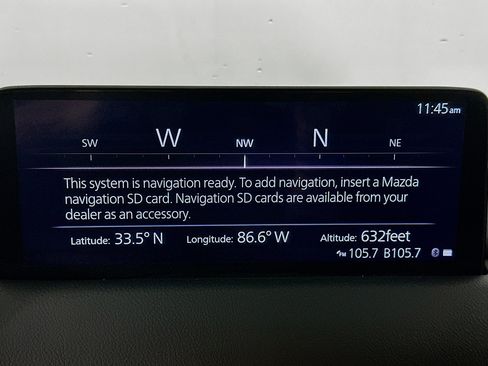 11:45am
SW W NW N NE
This system is navigation ready. To add navigation, insert a Mazda
navigation SD card. Navigation SD cards are available from your
dealer as an accessory.
Latitude: 33.5° N Longitude: 86.6° W Altitude: 632feet
FM 105.7 B105.7